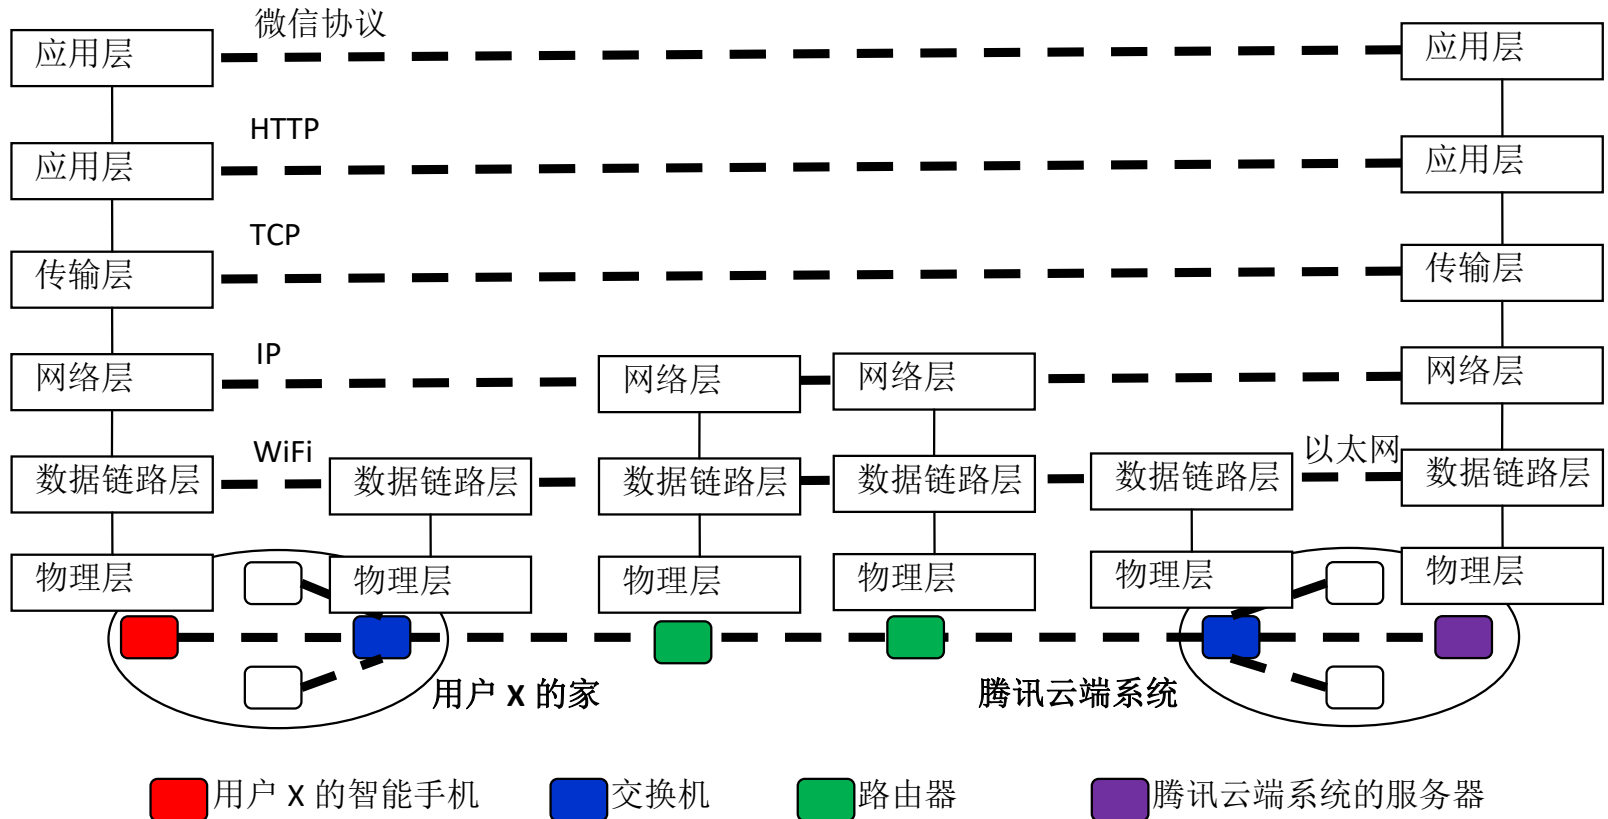 微信协议
应用层
应用层
HTTP
应用层
应用层
TCP
传输层
传输层
IP
网络层
网络层
网络层
网络层
WiFi
以太网
数据链路层
数据链路层
数据链路层
数据链路层
数据链路层
数据链路层
物理层
物理层
物理层
物理层
物理层
物理层
用户 X 的家
腾讯云端系统
用户 X 的智能手机
交换机
路由器
腾讯云端系统的服务器